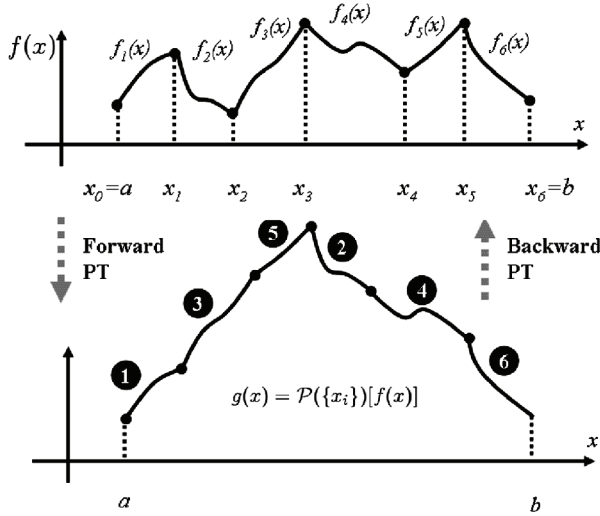 f(x) f₁(x) f₂(x) f₃(x) f₄(x) f₅(x) f₆(x)
x
x₀=a x₁ x₂ x₃ x₄ x₅ x₆=b
Forward
PT
Backward
PT
5 2
3 4
1 6
g(x) = P({xᵢ})[f(x)]
x
a b